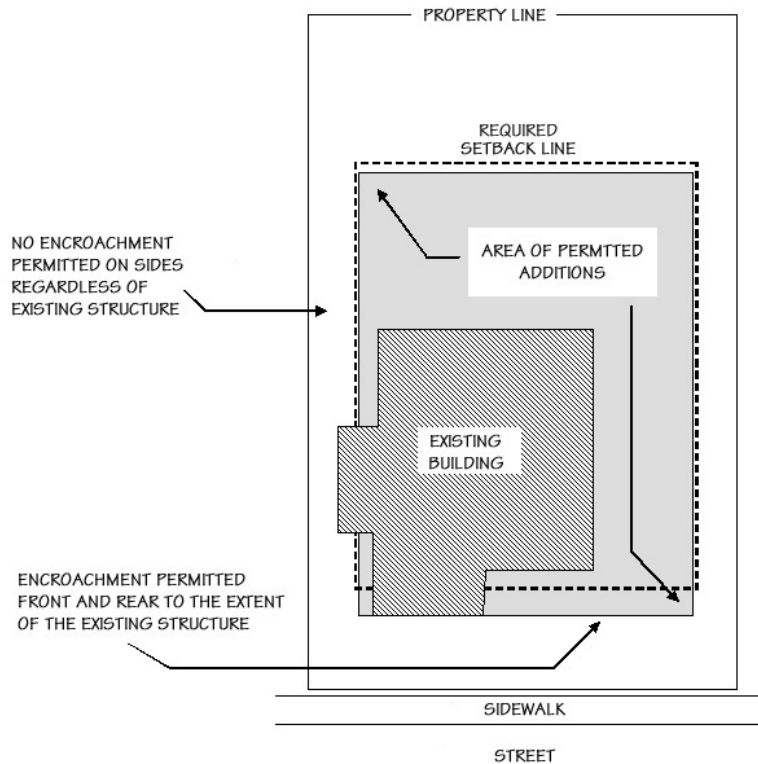 PROPERTY LINE
REQUIRED
SETBACK LINE
NO ENCROACHMENT
PERMITTED ON SIDES
REGARDLESS OF
EXISTING STRUCTURE
AREA OF PERMTTED
ADDITIONS
EXISTING
BUILDING
ENCROACHMENT PERMITTED
FRONT AND REAR TO THE EXTENT
OF THE EXISTING STRUCTURE
SIDEWALK
STREET